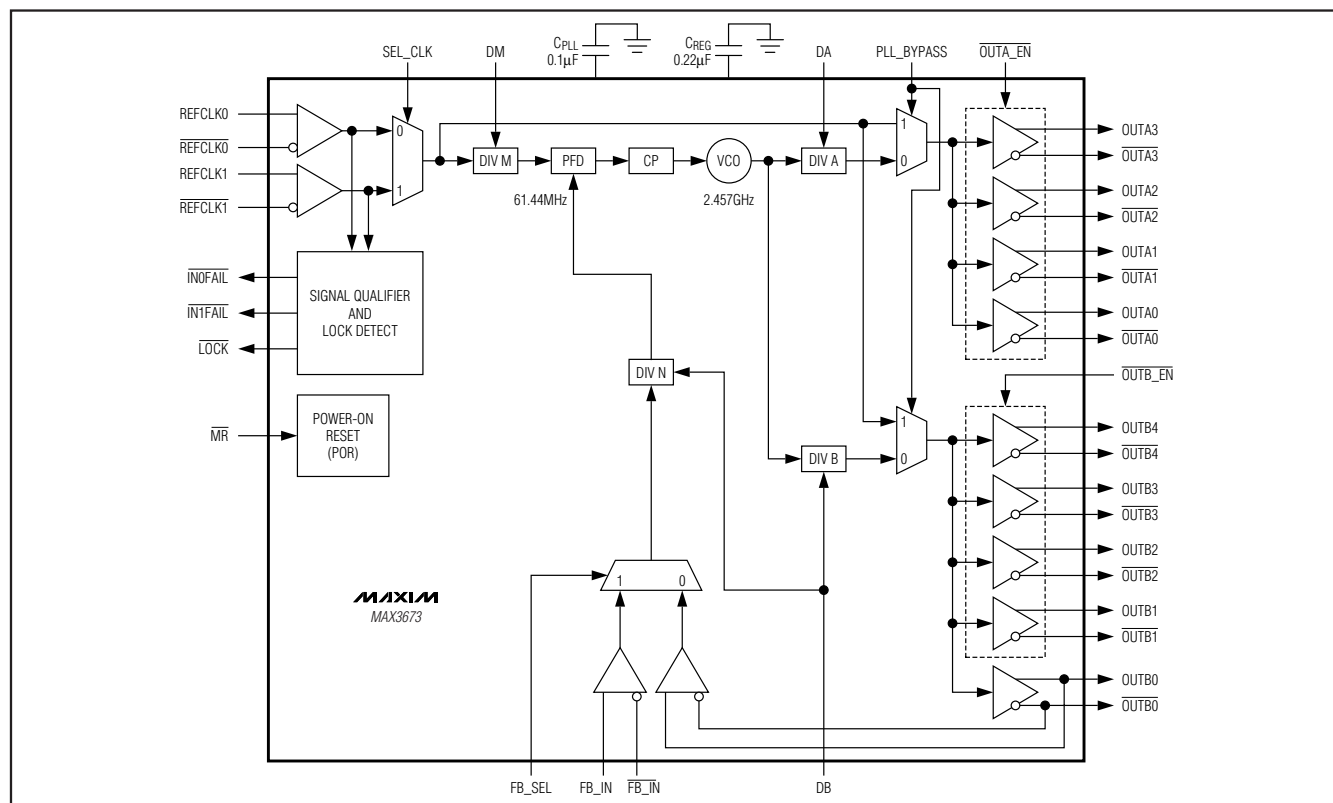 SEL_CLK
DM
CPLL
0.1µF
CREG
0.22µF
DA
PLL_BYPASS
OUTA_EN
REFCLK0
REFCLK0
REFCLK1
REFCLK1
0
1
DIV M
PFD
CP
VCO
DIV A
1
0
61.44MHz
2.457GHz
OUTA3
OUTA3
OUTA2
OUTA2
OUTA1
OUTA1
OUTA0
OUTA0
IN0FAIL
IN1FAIL
LOCK
SIGNAL QUALIFIER
AND
LOCK DETECT
DIV N
OUTB_EN
MR
POWER-ON
RESET
(POR)
DIV B
1
0
OUTB4
OUTB4
OUTB3
OUTB3
OUTB2
OUTB2
OUTB1
OUTB1
OUTB0
OUTB0
MAXIM
MAX3673
1
0
FB_SEL
FB_IN
FB_IN
DB